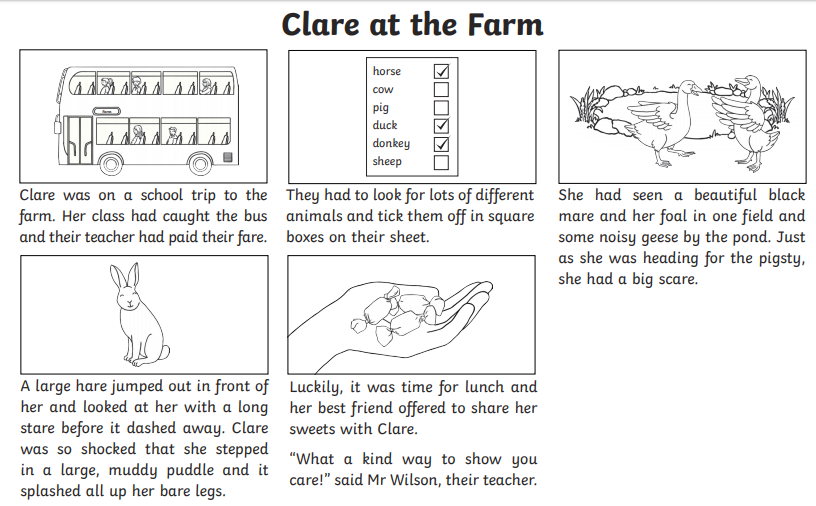 Clare at the Farm
horse
cow
pig
duck
donkey
sheep
Clare was on a school trip to the
farm. Her class had caught the bus
and their teacher had paid their fare.
They had to look for lots of different
animals and tick them off in square
boxes on their sheet.
She had seen a beautiful black
mare and her foal in one field and
some noisy geese by the pond. Just
as she was heading for the pigsty,
she had a big scare.
A large hare jumped out in front of
her and looked at her with a long
stare before it dashed away. Clare
was so shocked that she stepped
in a large, muddy puddle and it
splashed all up her bare legs.
Luckily, it was time for lunch and
her best friend offered to share her
sweets with Clare.
“What a kind way to show you
care!” said Mr Wilson, their teacher.